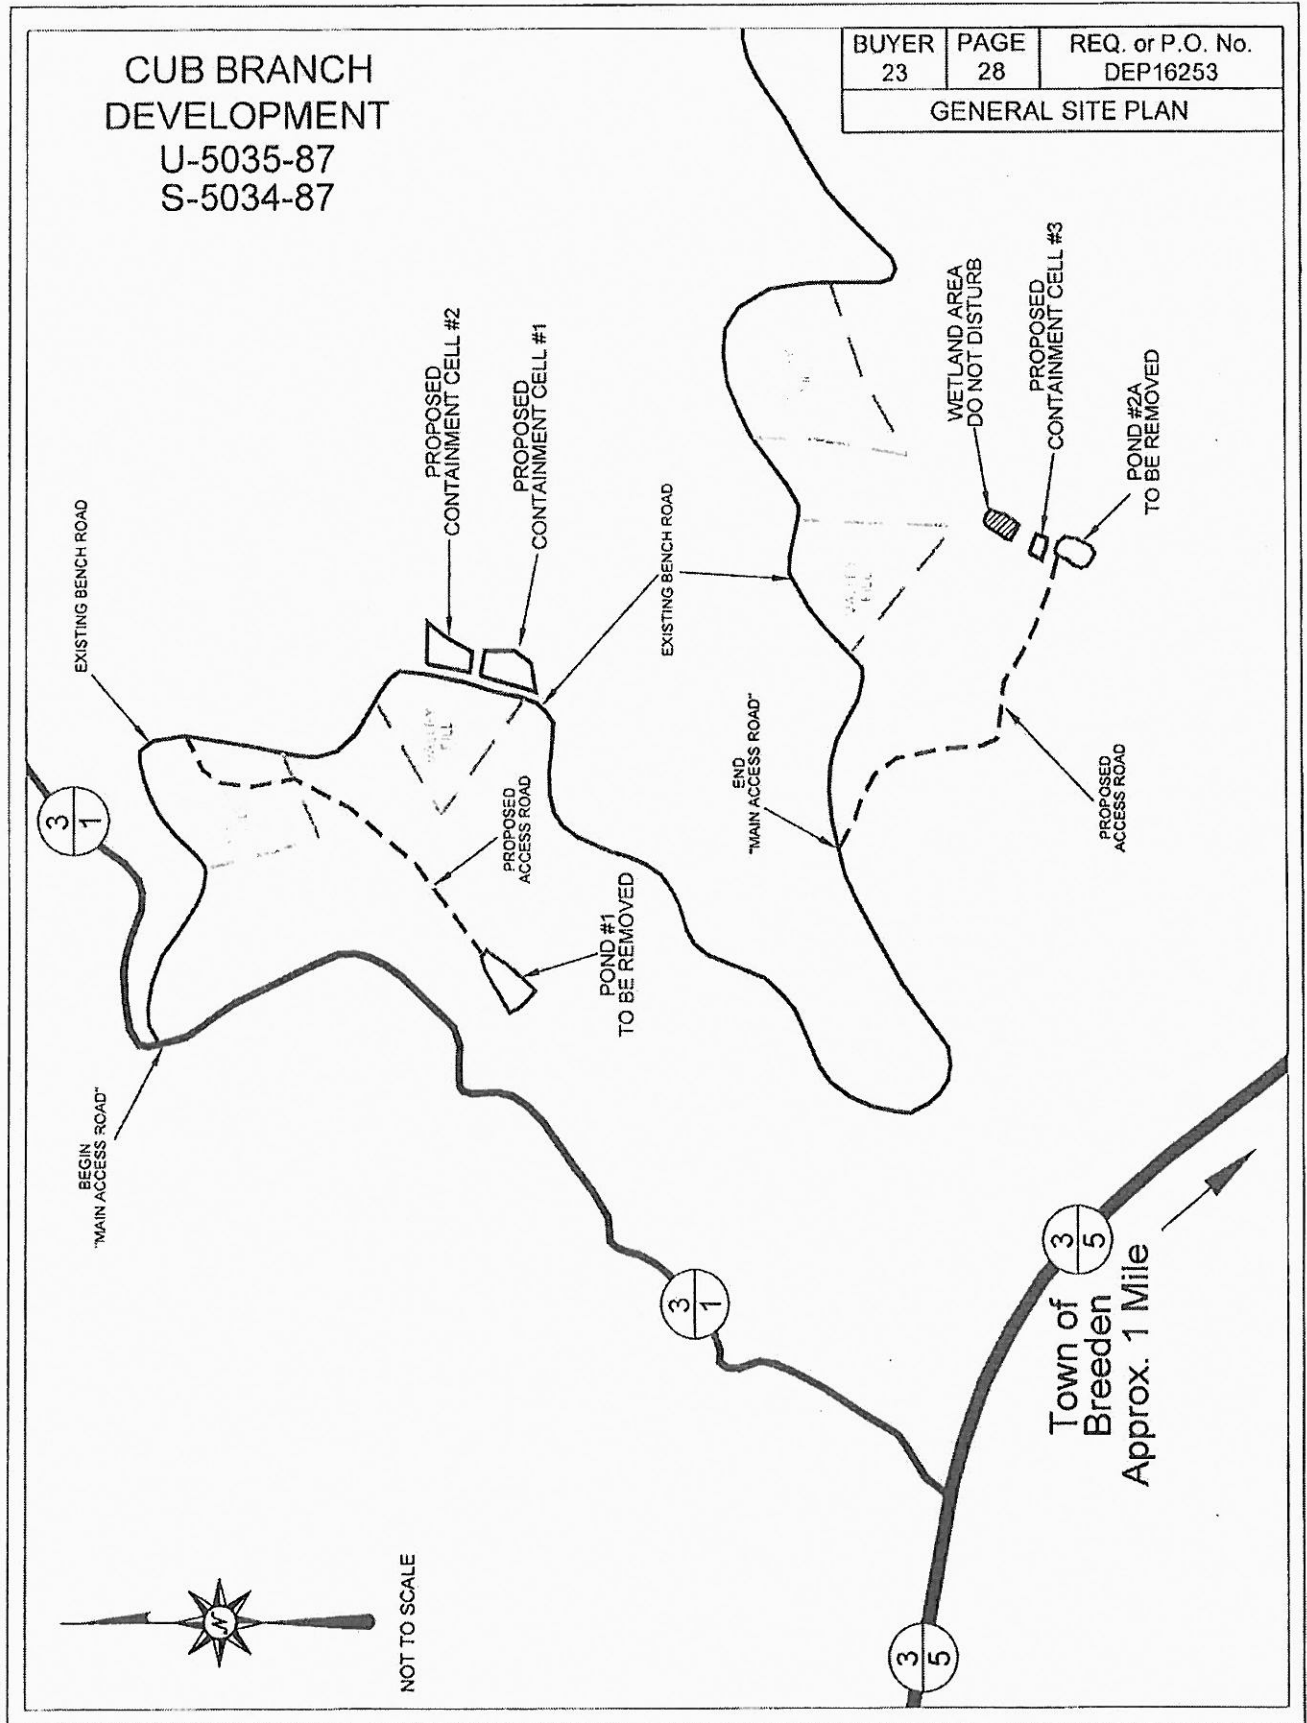 CUB BRANCH
DEVELOPMENT
U-5035-87
S-5034-87
BUYER
23
PAGE
28
REQ. or P.O. No.
DEP16253
GENERAL SITE PLAN
EXISTING BENCH ROAD
PROPOSED
CONTAINMENT CELL #2
PROPOSED
CONTAINMENT CELL #1
EXISTING BENCH ROAD
WETLAND AREA
DO NOT DISTURB
PROPOSED
CONTAINMENT CELL #3
POND #2A
TO BE REMOVED
3
1
VALLEY
FILL
VALLEY
FILL
PROPOSED
ACCESS ROAD
POND #1
TO BE REMOVED
END
"MAIN ACCESS ROAD"
PROPOSED
ACCESS ROAD
BEGIN
"MAIN ACCESS ROAD"
3
1
3
5
Town of
Breeden
Approx. 1 Mile
N
NOT TO SCALE
3
5